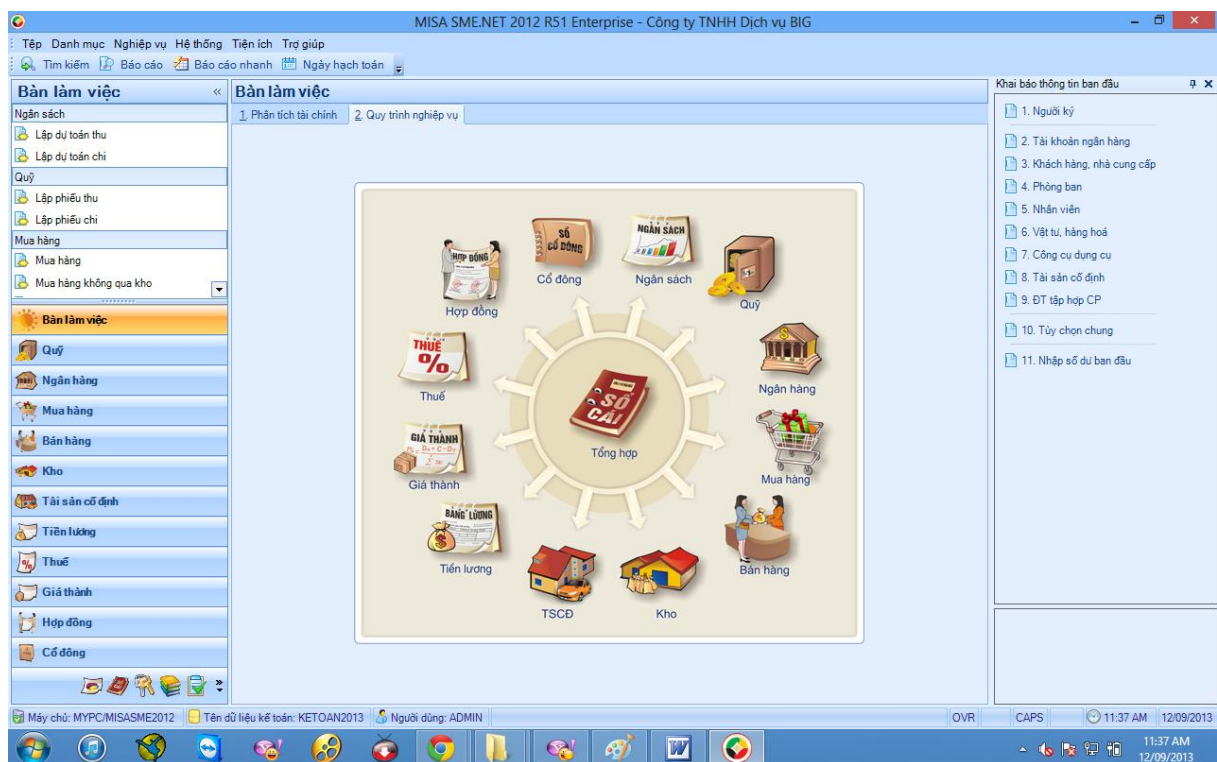 MISA SME.NET 2012 R51 Enterprise - Công ty TNHH Dịch vụ BIG
Tệp Danh mục Nghiệp vụ Hệ thống Tiện ích Trợ giúp
Tìm kiếm Báo cáo Báo cáo nhanh Ngày hạch toán
Bàn làm việc
Ngân sách
Lập dự toán thu
Lập dự toán chi
Quỹ
Lập phiếu thu
Lập phiếu chi
Mua hàng
Mua hàng
Mua hàng không qua kho
Bàn làm việc
Quỹ
Ngân hàng
Mua hàng
Bán hàng
Kho
Tài sản cố định
Tiền lương
Thuế
Giá thành
Hợp đồng
Cổ đông
Bàn làm việc
1. Phân tích tài chính 2. Quy trình nghiệp vụ
HỢP ĐỒNG
Hợp đồng
SỔ
CỔ ĐÔNG
Cổ đông
NGÂN SÁCH
Ngân sách
Quỹ
THUẾ
%
Thuế
Ngân hàng
SỔ
CÁI
Tổng hợp
GIÁ THÀNH
Giá thành
Mua hàng
BẢNG LƯƠNG
Tiền lương
Bán hàng
TSCĐ
Kho
Khai báo thông tin ban đầu
1. Người ký
2. Tài khoản ngân hàng
3. Khách hàng, nhà cung cấp
4. Phòng ban
5. Nhân viên
6. Vật tư, hàng hoá
7. Công cụ dụng cụ
8. Tài sản cố định
9. ĐT tập hợp CP
10. Tùy chọn chung
11. Nhập số dư ban đầu
Máy chủ: MYPC/MISASME2012 Tên dữ liệu kế toán: KETOAN2013 Người dùng: ADMIN OVR CAPS 11:37 AM 12/09/2013
11:37 AM
12/09/2013